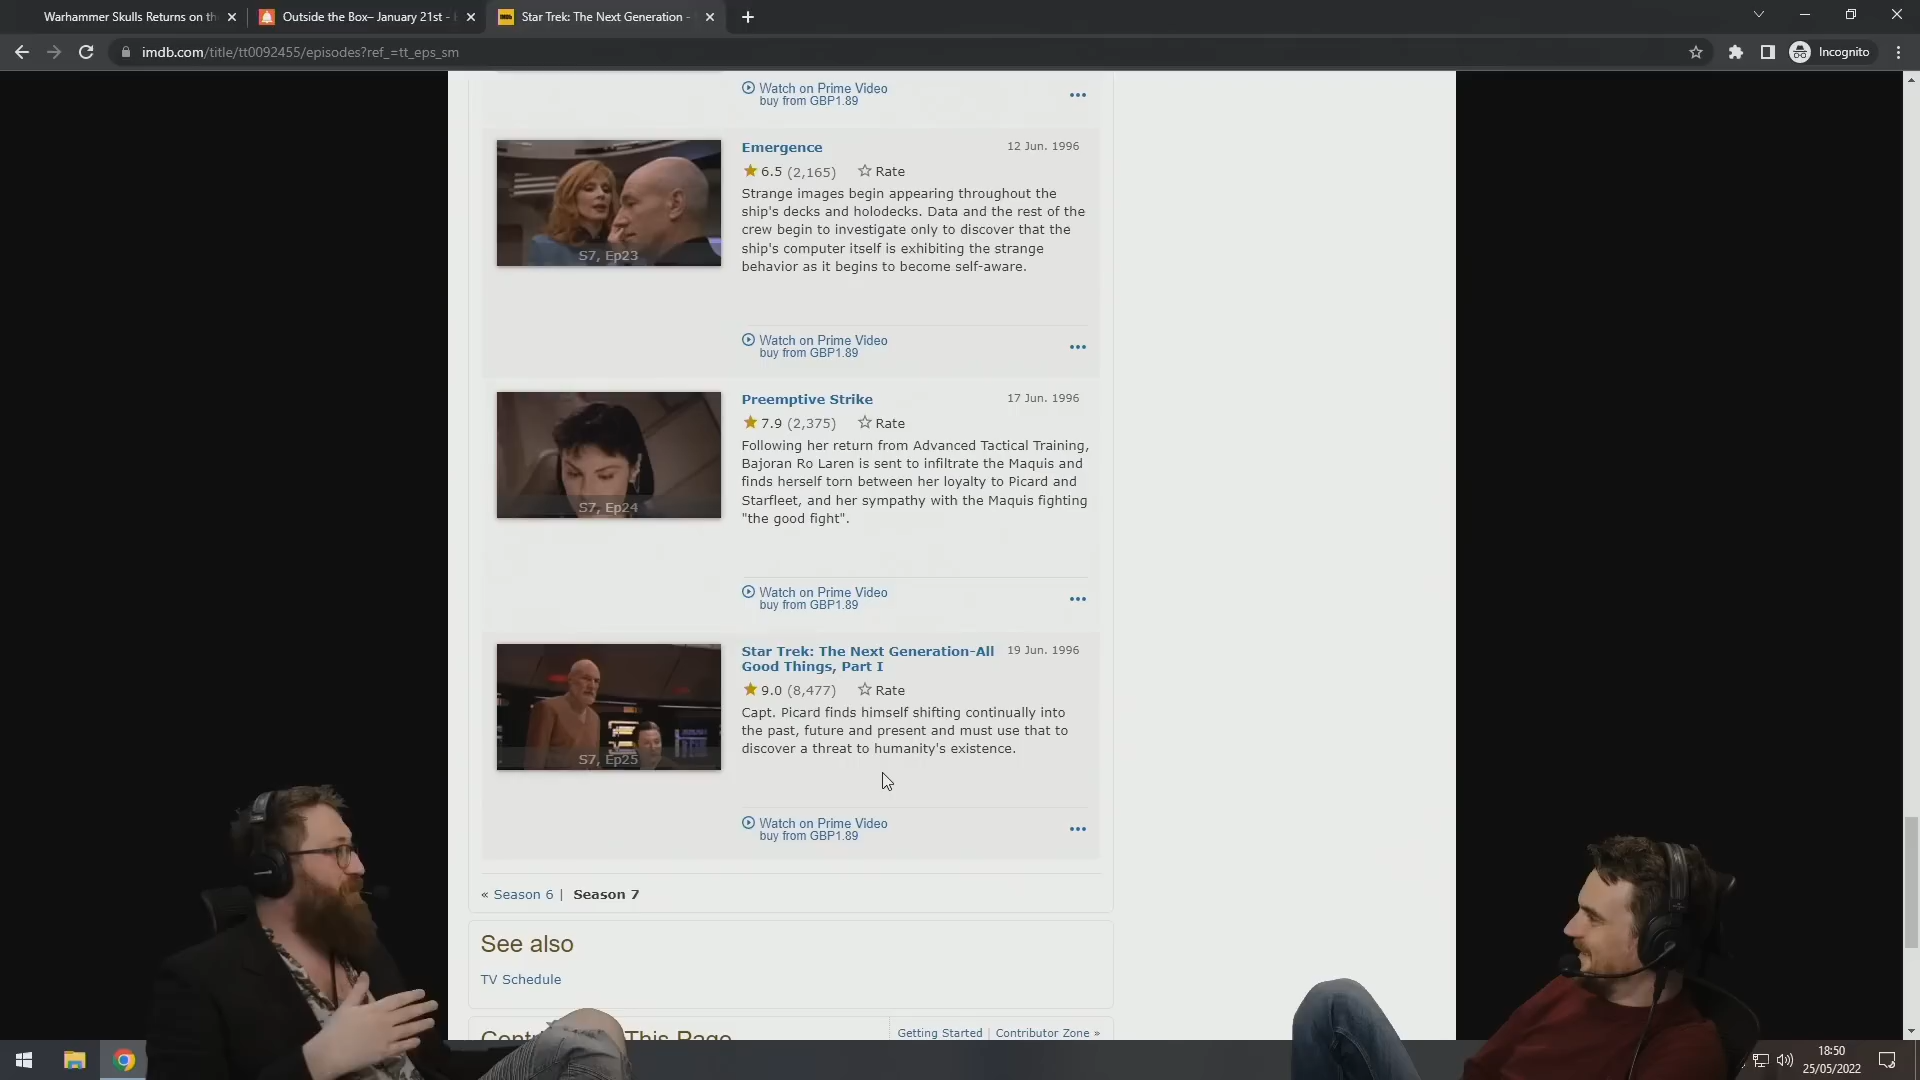 Warhammer Skulls Returns on th
Outside the Box– January 21st -
Star Trek: The Next Generation -
imdb.com/title/tt0092455/episodes?ref_=tt_eps_sm
Incognito
Watch on Prime Video
buy from GBP1.89
Emergence
12 Jun. 1996
6.5 (2,165) Rate
Strange images begin appearing throughout the
ship's decks and holodecks. Data and the rest of the
crew begin to investigate only to discover that the
ship's computer itself is exhibiting the strange
behavior as it begins to become self-aware.
S7, Ep23
Watch on Prime Video
buy from GBP1.89
Preemptive Strike
17 Jun. 1996
7.9 (2,375) Rate
Following her return from Advanced Tactical Training,
Bajoran Ro Laren is sent to infiltrate the Maquis and
finds herself torn between her loyalty to Picard and
Starfleet, and her sympathy with the Maquis fighting
"the good fight".
S7, Ep24
Watch on Prime Video
buy from GBP1.89
Star Trek: The Next Generation-All
Good Things, Part I
19 Jun. 1996
9.0 (8,477) Rate
Capt. Picard finds himself shifting continually into
the past, future and present and must use that to
discover a threat to humanity's existence.
S7, Ep25
Watch on Prime Video
buy from GBP1.89
« Season 6 | Season 7
See also
TV Schedule
This Page
Getting Started | Contributor Zone »
18:50
25/05/2022